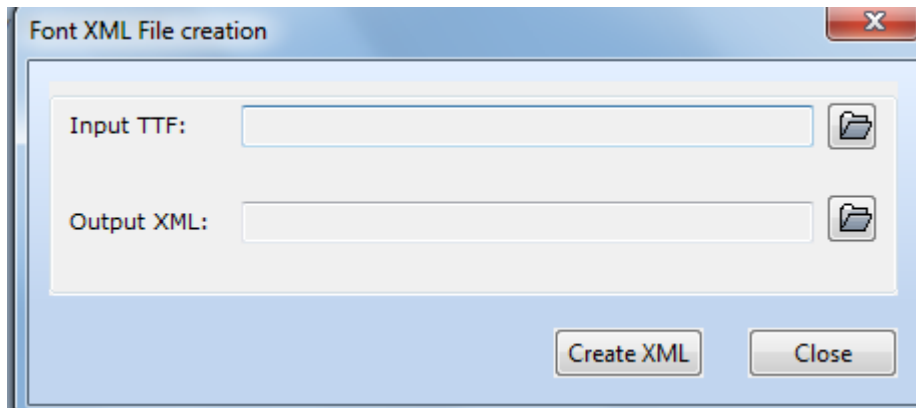 Font XML File creation
Input TTF:
Output XML:
Create XML Close